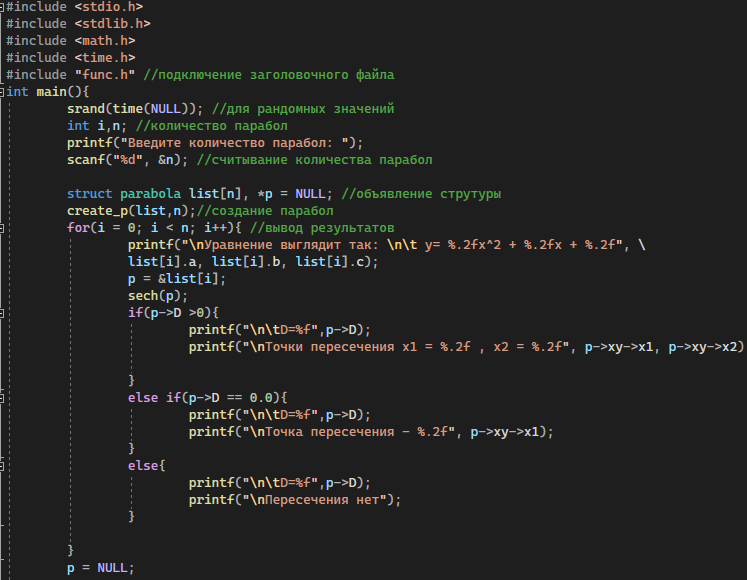 #include <stdio.h>
#include <stdlib.h>
#include <math.h>
#include <time.h>
#include "func.h" //подключение заголовочного файла
int main(){
srand(time(NULL)); //для рандомных значений
int i,n; //количество парабол
printf("Введите количество парабол: ");
scanf("%d", &n); //считывание количества парабол
struct parabola list[n], *p = NULL; //объявление струтуры
create_p(list,n);//создание парабол
for(i = 0; i < n; i++){ //вывод результатов
printf("\nУравнение выглядит так: \n\t y= %.2fx^2 + %.2fx + %.2f", \
list[i].a, list[i].b, list[i].c);
p = &list[i];
sech(p);
if(p->D >0){
printf("\n\tD=%f",p->D);
printf("\nТочки пересечения x1 = %.2f , x2 = %.2f", p->xy->x1, p->xy->x2)
}
else if(p->D == 0.0){
printf("\n\tD=%f",p->D);
printf("\nТочка пересечения - %.2f", p->xy->x1);
}
else{
printf("\n\tD=%f",p->D);
printf("\nПересечения нет");
}
}
p = NULL;